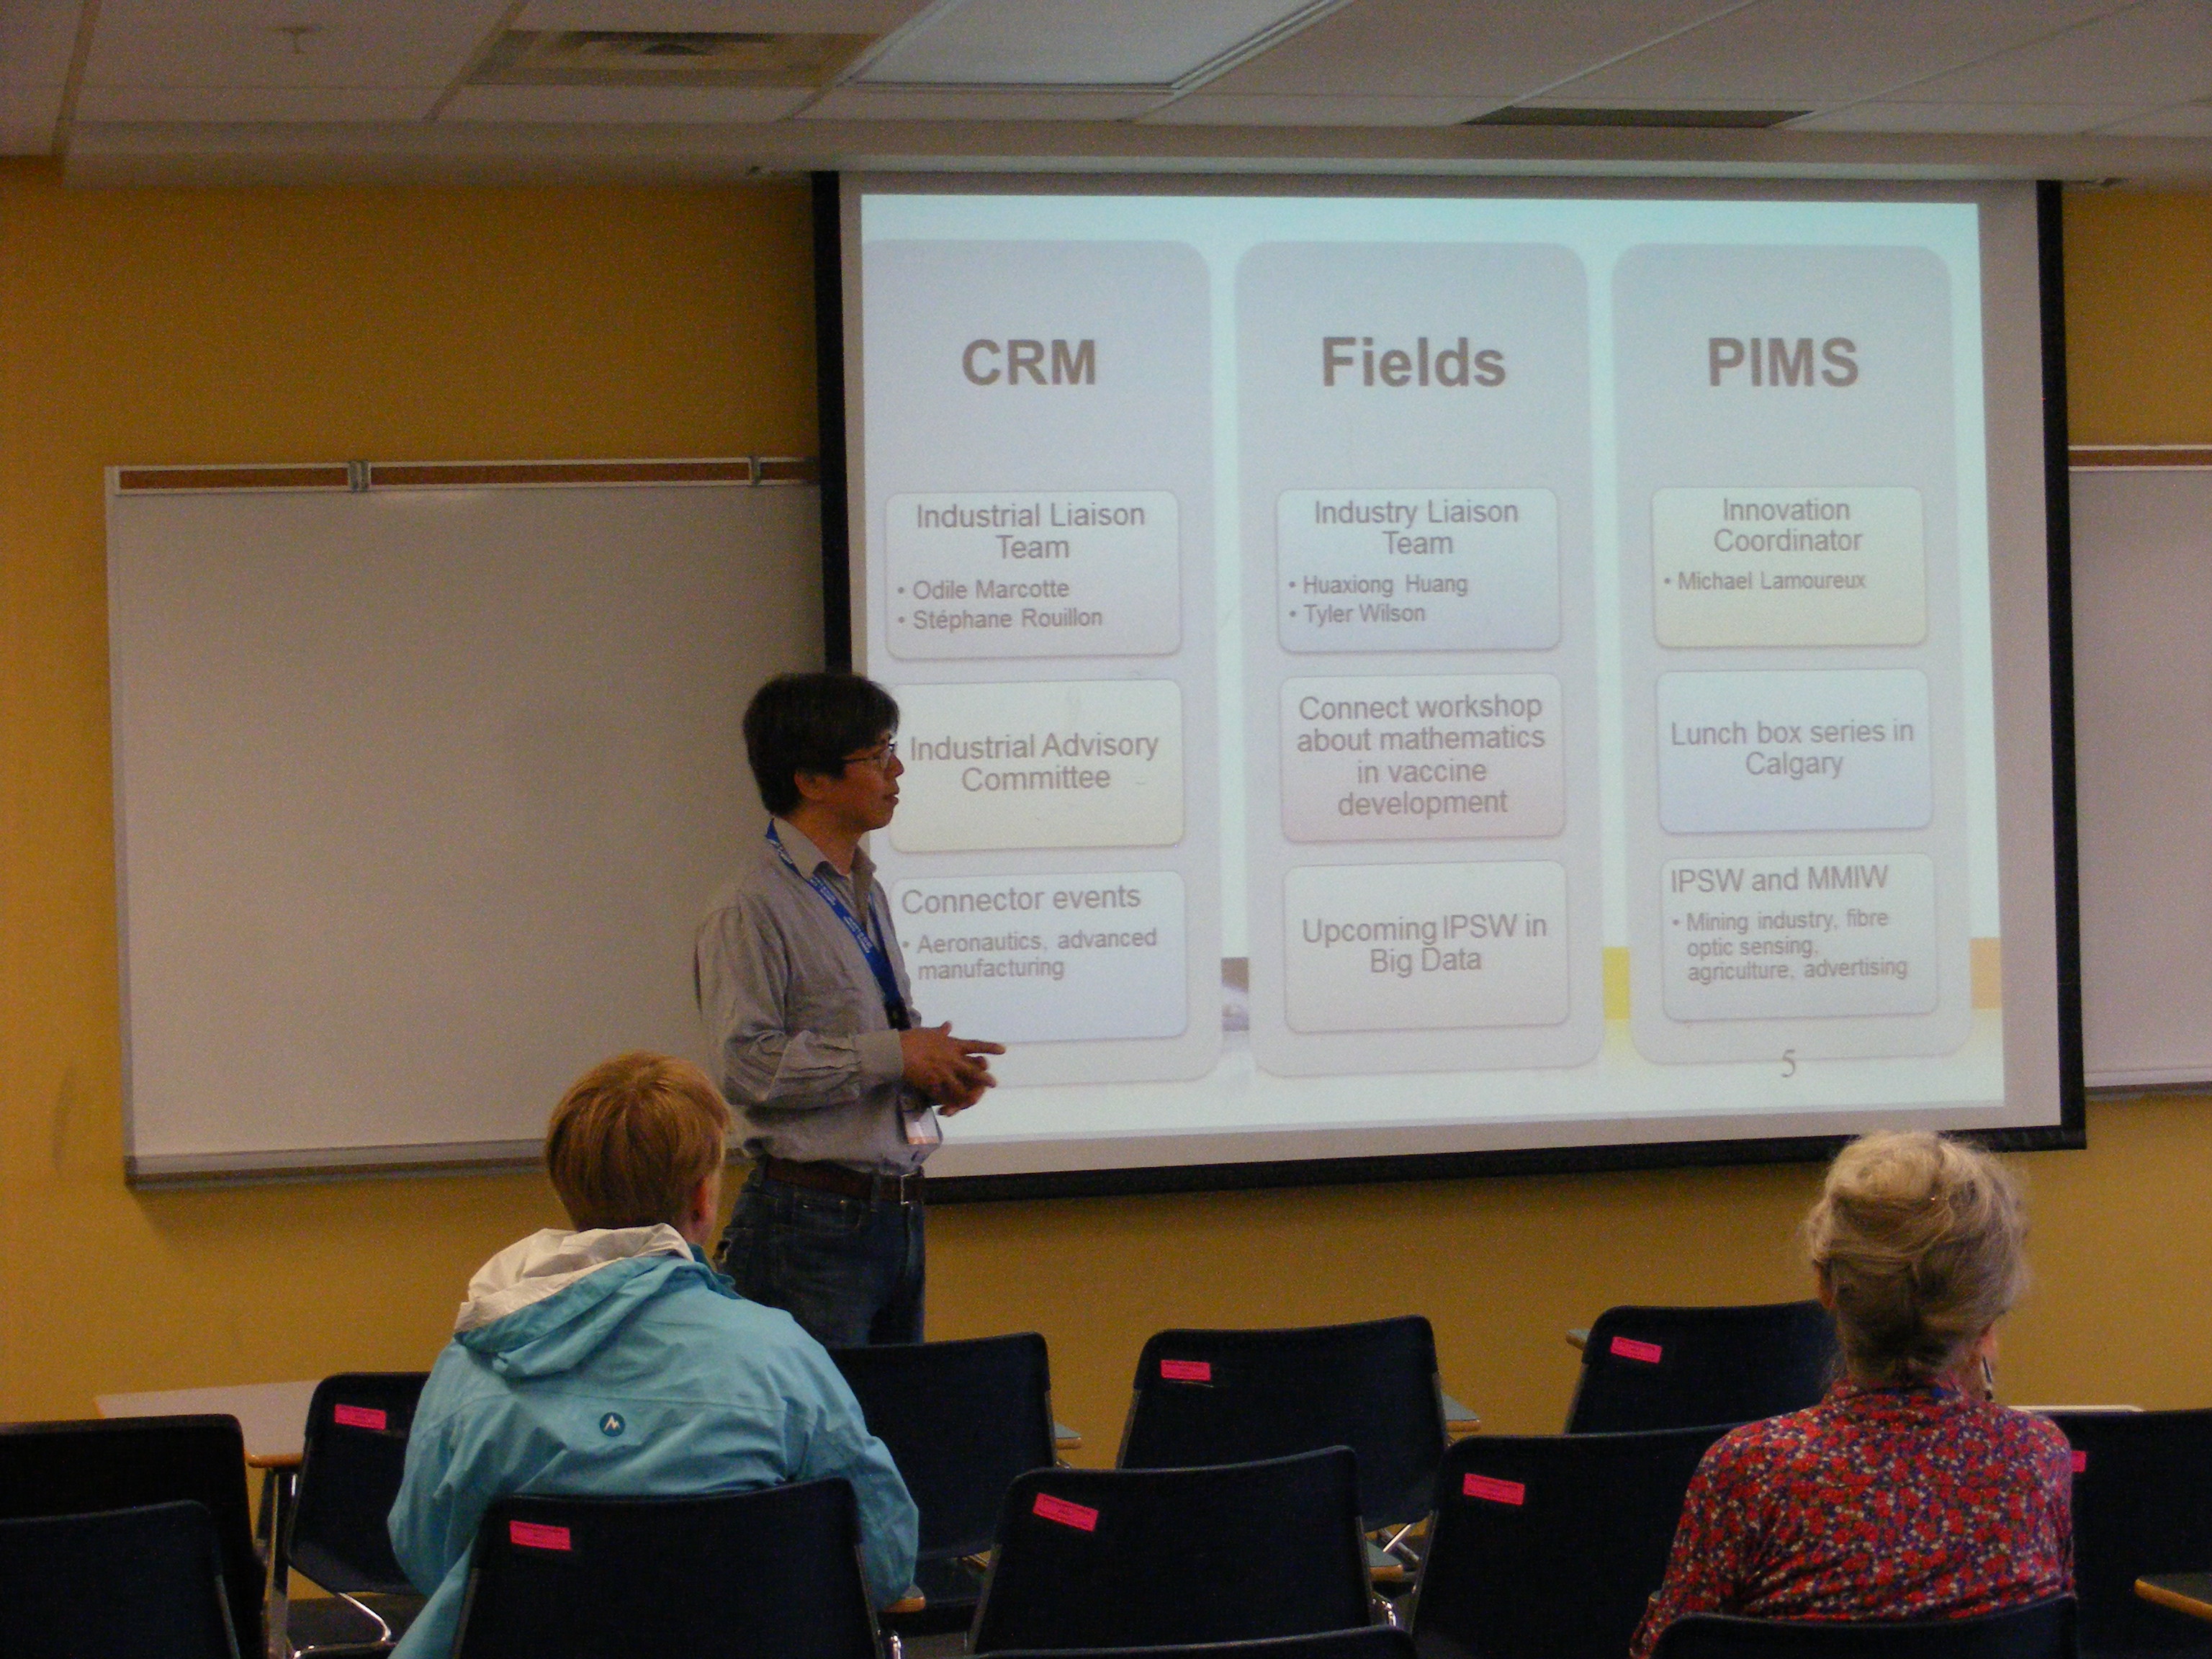 CRM
Industrial Liaison
Team
• Odile Marcotte
• Stéphane Rouillon
Industrial Advisory
Committee
Connector events
• Aeronautics, advanced
manufacturing
Fields
Industry Liaison
Team
• Huaxiong Huang
• Tyler Wilson
Connect workshop
about mathematics
in vaccine
development
Upcoming IPSW in
Big Data
PIMS
Innovation
Coordinator
• Michael Lamoureux
Lunch box series in
Calgary
IPSW and MMIW
• Mining industry, fibre
optic sensing,
agriculture, advertising
5